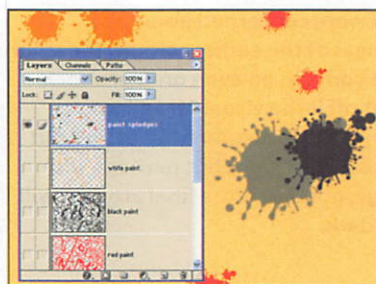 Layers Channels Paths
Normal Opacity: 100%
Lock: Fill: 100%
paint splodges
white paint
black paint
red paint